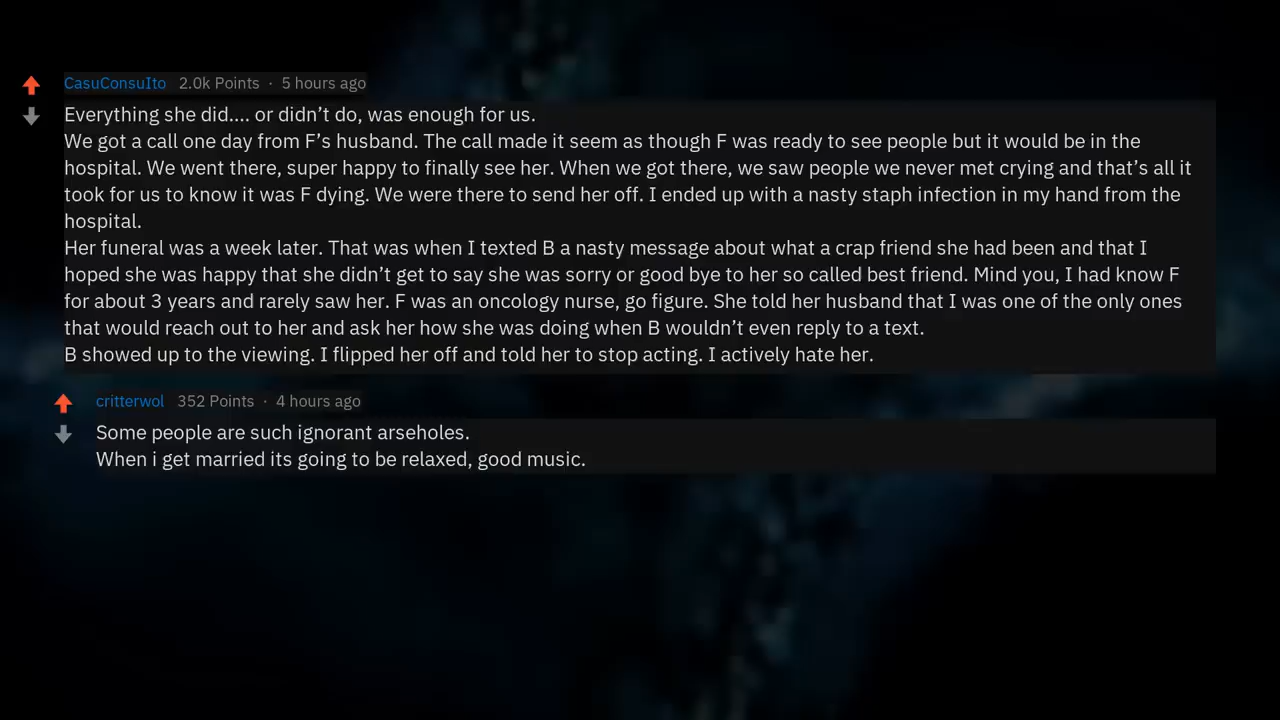 CasuConsuIto 2.0k Points · 5 hours ago
Everything she did.... or didn’t do, was enough for us.
We got a call one day from F’s husband. The call made it seem as though F was ready to see people but it would be in the
hospital. We went there, super happy to finally see her. When we got there, we saw people we never met crying and that’s all it
took for us to know it was F dying. We were there to send her off. I ended up with a nasty staph infection in my hand from the
hospital.
Her funeral was a week later. That was when I texted B a nasty message about what a crap friend she had been and that I
hoped she was happy that she didn’t get to say she was sorry or good bye to her so called best friend. Mind you, I had know F
for about 3 years and rarely saw her. F was an oncology nurse, go figure. She told her husband that I was one of the only ones
that would reach out to her and ask her how she was doing when B wouldn’t even reply to a text.
B showed up to the viewing. I flipped her off and told her to stop acting. I actively hate her.
critterwol 352 Points · 4 hours ago
Some people are such ignorant arseholes.
When i get married its going to be relaxed, good music.